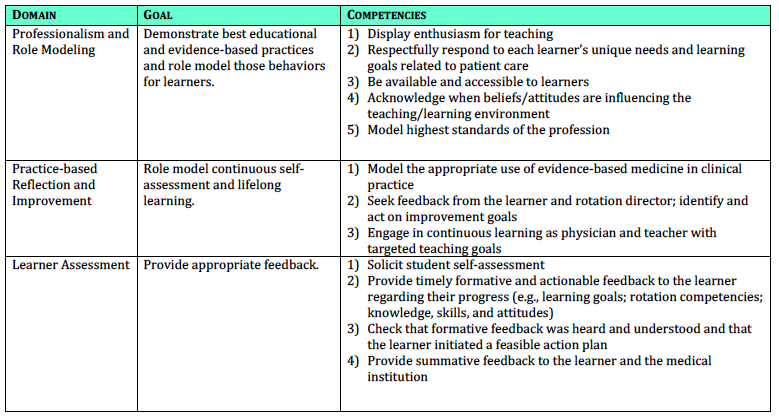 DOMAIN GOAL COMPETENCIES
Professionalism and
Role Modeling
Demonstrate best educational
and evidence-based practices
and role model those behaviors
for learners.
1) Display enthusiasm for teaching
2) Respectfully respond to each learner's unique needs and learning
goals related to patient care
3) Be available and accessible to learners
4) Acknowledge when beliefs/attitudes are influencing the
teaching/learning environment
5) Model highest standards of the profession
Practice-based
Reflection and
Improvement
Role model continuous self-
assessment and lifelong
learning.
1) Model the appropriate use of evidence-based medicine in clinical
practice
2) Seek feedback from the learner and rotation director; identify and
act on improvement goals
3) Engage in continuous learning as physician and teacher with
targeted teaching goals
Learner Assessment
Provide appropriate feedback.
1) Solicit student self-assessment
2) Provide timely formative and actionable feedback to the learner
regarding their progress (e.g., learning goals; rotation competencies;
knowledge, skills, and attitudes)
3) Check that formative feedback was heard and understood and that
the learner initiated a feasible action plan
4) Provide summative feedback to the learner and the medical
institution